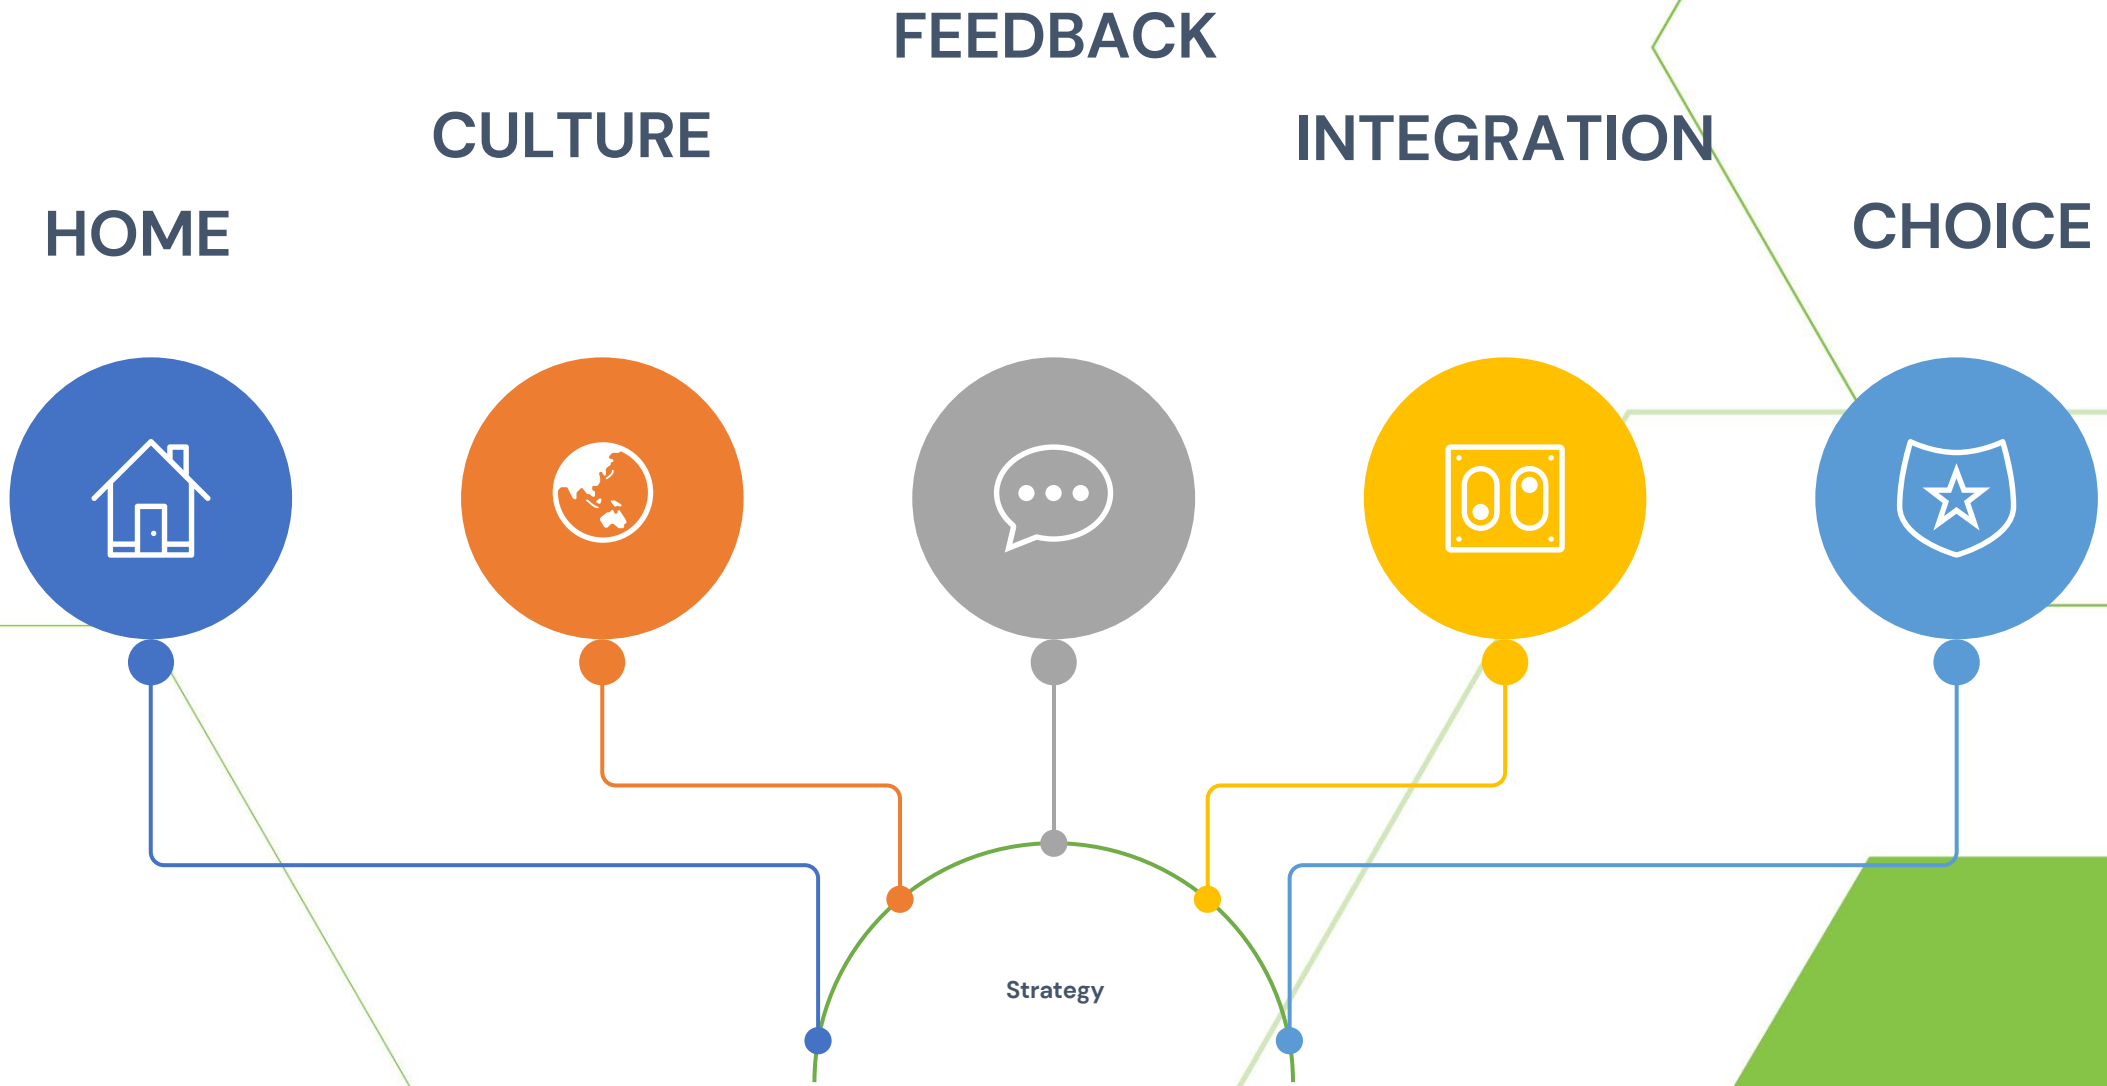 FEEDBACK
CULTURE
INTEGRATION
HOME
CHOICE
Strategy